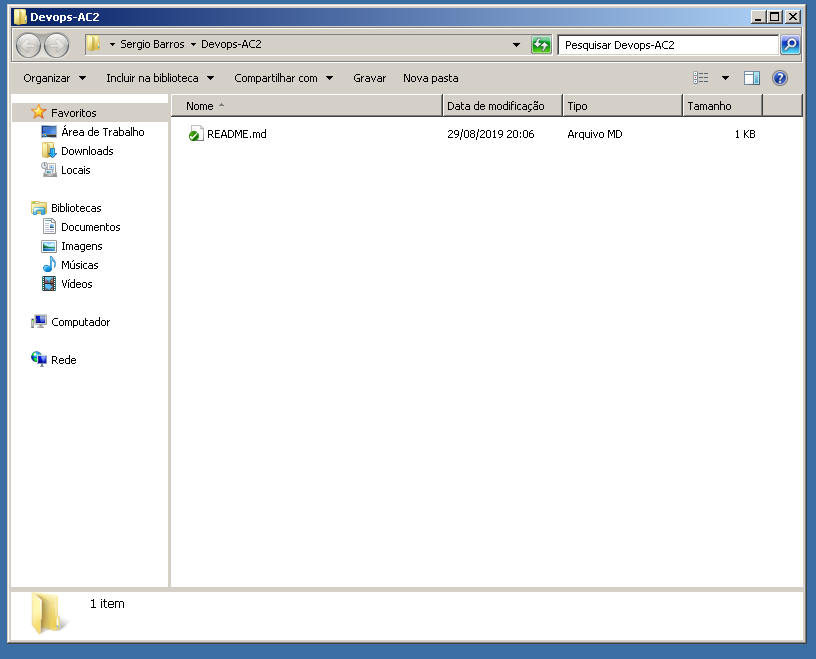 Devops-AC2
Sergio Barros Devops-AC2
Pesquisar Devops-AC2
Organizar Incluir na biblioteca Compartilhar com Gravar Nova pasta
Nome Data de modificação Tipo Tamanho
README.md 29/08/2019 20:06 Arquivo MD 1 KB
Favoritos
Área de Trabalho
Downloads
Locais
Bibliotecas
Documentos
Imagens
Músicas
Vídeos
Computador
Rede
1 item